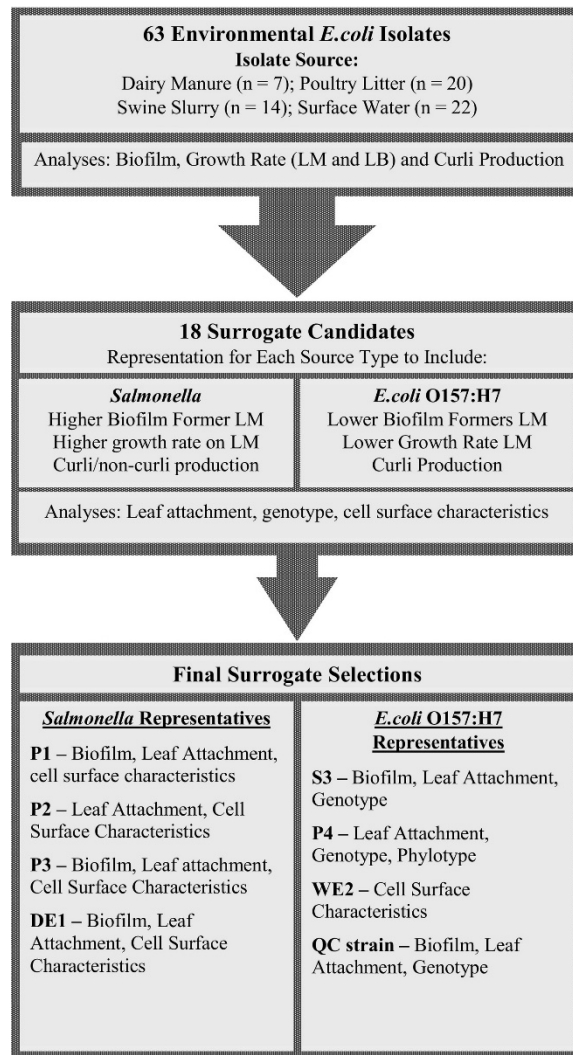 63 Environmental E.coli Isolates
Isolate Source:
Dairy Manure (n = 7); Poultry Litter (n = 20)
Swine Slurry (n = 14); Surface Water (n = 22)
Analyses: Biofilm, Growth Rate (LM and LB) and Curli Production
18 Surrogate Candidates
Representation for Each Source Type to Include:
Salmonella
Higher Biofilm Former LM
Higher growth rate on LM
Curli/non-curli production
E.coli O157:H7
Lower Biofilm Formers LM
Lower Growth Rate LM
Curli Production
Analyses: Leaf attachment, genotype, cell surface characteristics
Final Surrogate Selections
Salmonella Representatives
P1 – Biofilm, Leaf Attachment,
cell surface characteristics
P2 – Leaf Attachment, Cell
Surface Characteristics
P3 – Biofilm, Leaf attachment,
Cell Surface Characteristics
DE1 – Biofilm, Leaf
Attachment, Cell Surface
Characteristics
E.coli O157:H7
Representatives
S3 – Biofilm, Leaf Attachment,
Genotype
P4 – Leaf Attachment,
Genotype, Phylotype
WE2 – Cell Surface
Characteristics
QC strain – Biofilm, Leaf
Attachment, Genotype